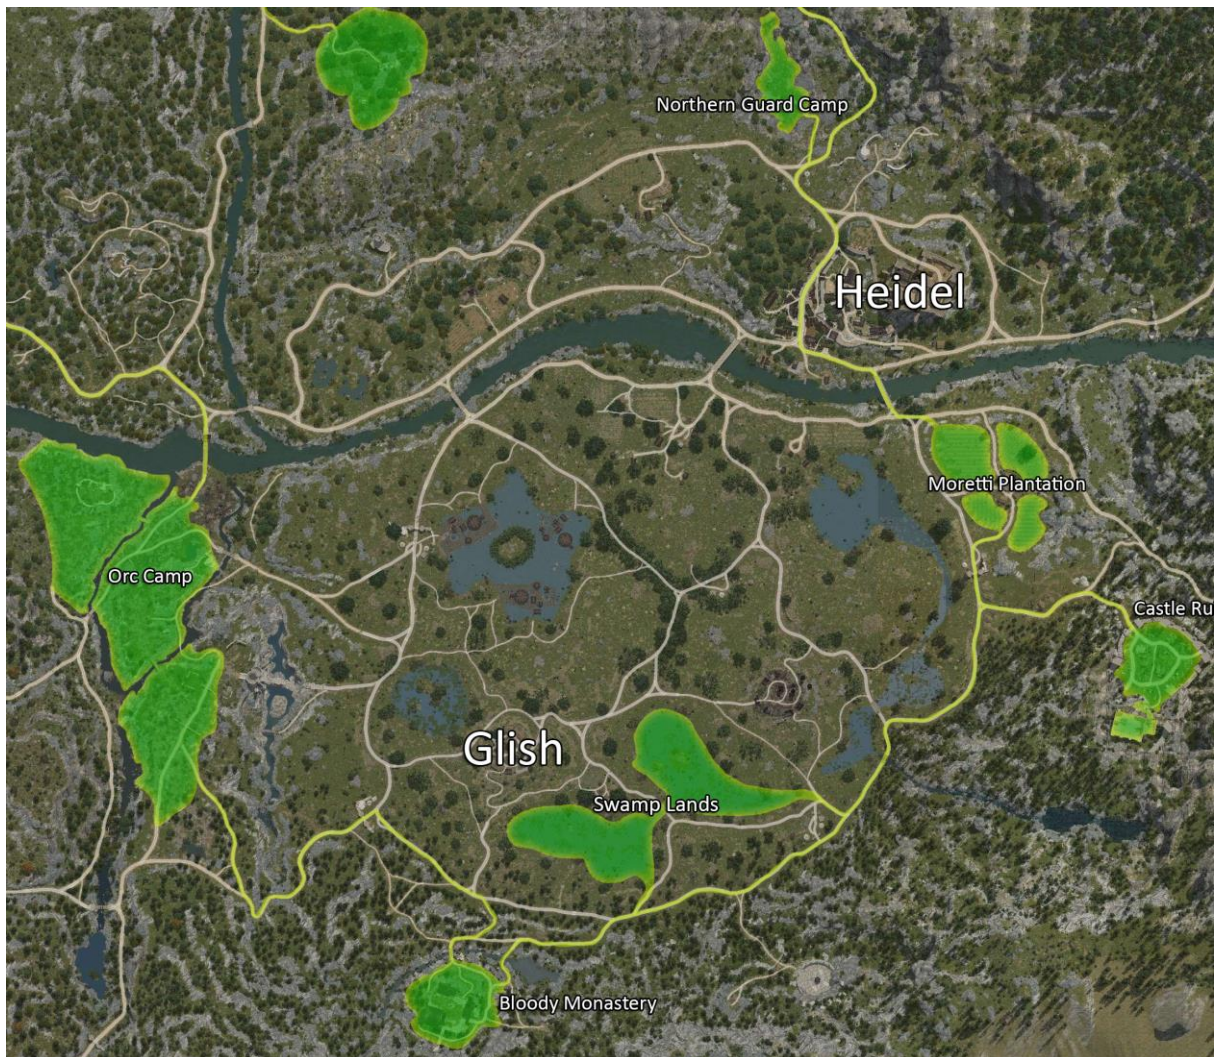 Northern Guard Camp
Heidel
Moretti Plantation
Orc Camp
Castle Ru
Glish
Swamp Lands
Bloody Monastery